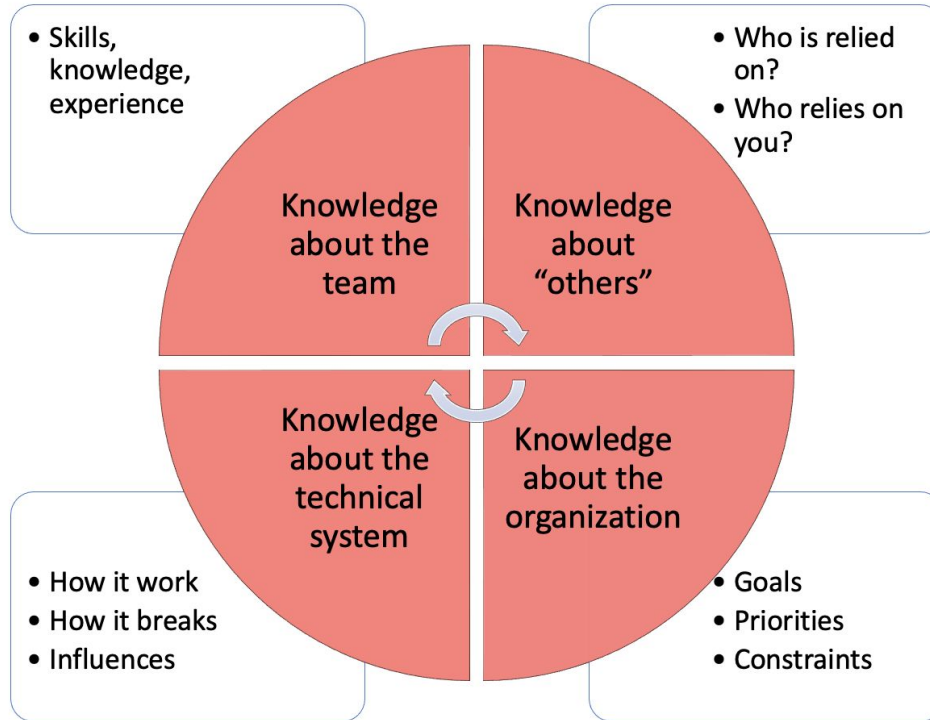 • Skills,
knowledge,
experience
• Who is relied
on?
• Who relies on
you?
Knowledge
about the
team
Knowledge
about
“others”
Knowledge
about the
technical
system
Knowledge
about the
organization
• How it work
• How it breaks
• Influences
• Goals
• Priorities
• Constraints